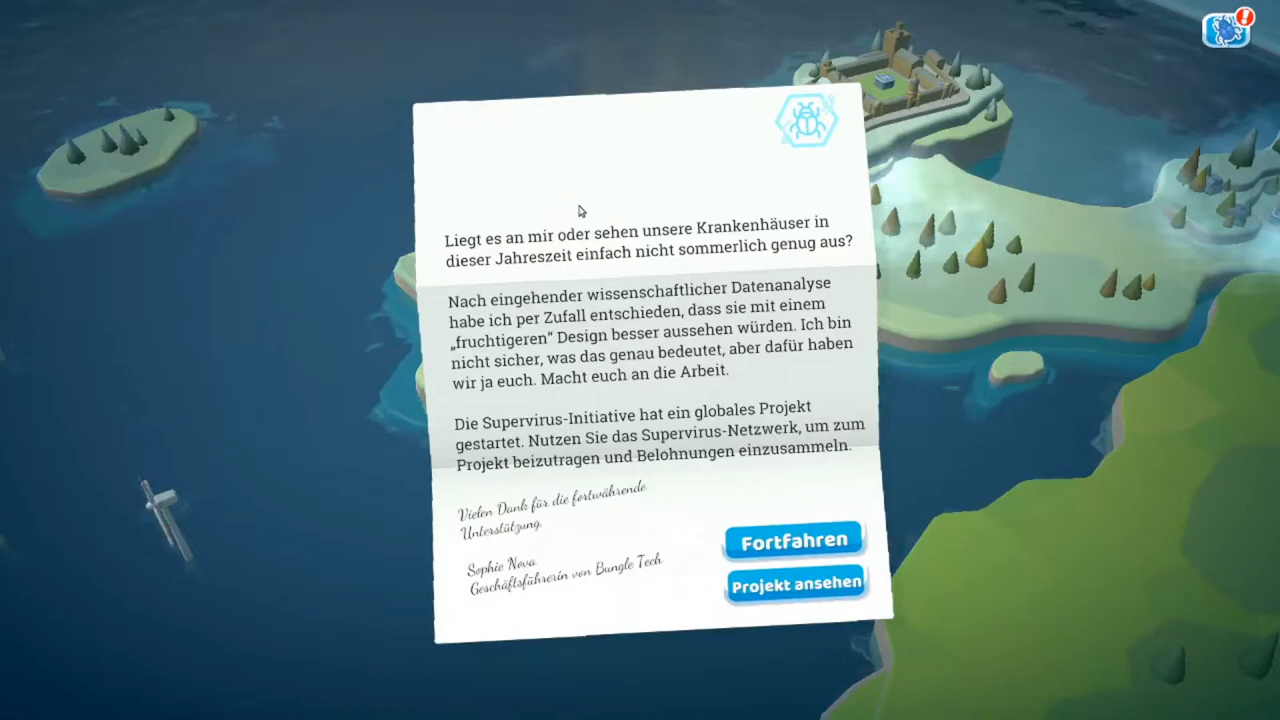 Liegt es an mir oder sehen unsere Krankenhäuser in
dieser Jahreszeit einfach nicht sommerlich genug aus?
Nach eingehender wissenschaftlicher Datenanalyse
habe ich per Zufall entschieden, dass sie mit einem
„fruchtigeren“ Design besser aussehen würden. Ich bin
nicht sicher, was das genau bedeutet, aber dafür haben
wir ja euch. Macht euch an die Arbeit.
Die Supervirus-Initiative hat ein globales Projekt
gestartet. Nutzen Sie das Supervirus-Netzwerk, um zum
Projekt beizutragen und Belohnungen einzusammeln.
Vielen Dank für die fortwährende
Unterstützung.
Sophie Nova
Geschäftsführerin von Bungle Tech
Fortfahren
Projekt ansehen